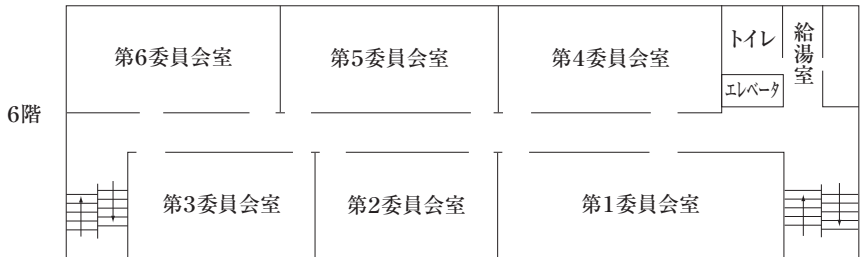 6階
第6委員会室
第5委員会室
第4委員会室
トイレ
給湯室
エレベータ
第3委員会室
第2委員会室
第1委員会室